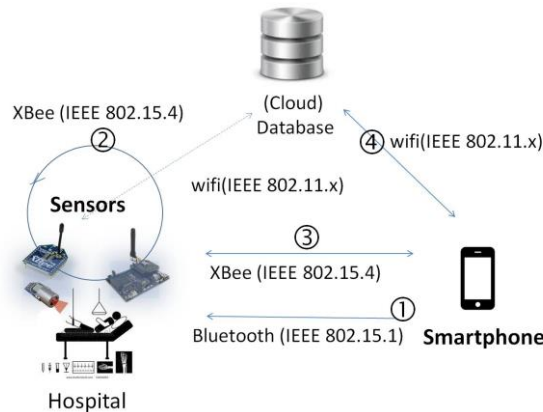 (Cloud)
Database
XBee (IEEE 802.15.4)
②
④ wifi(IEEE 802.11.x)
wifi(IEEE 802.11.x)
Sensors
③
XBee (IEEE 802.15.4)
①
Bluetooth (IEEE 802.15.1)
Smartphone
Hospital